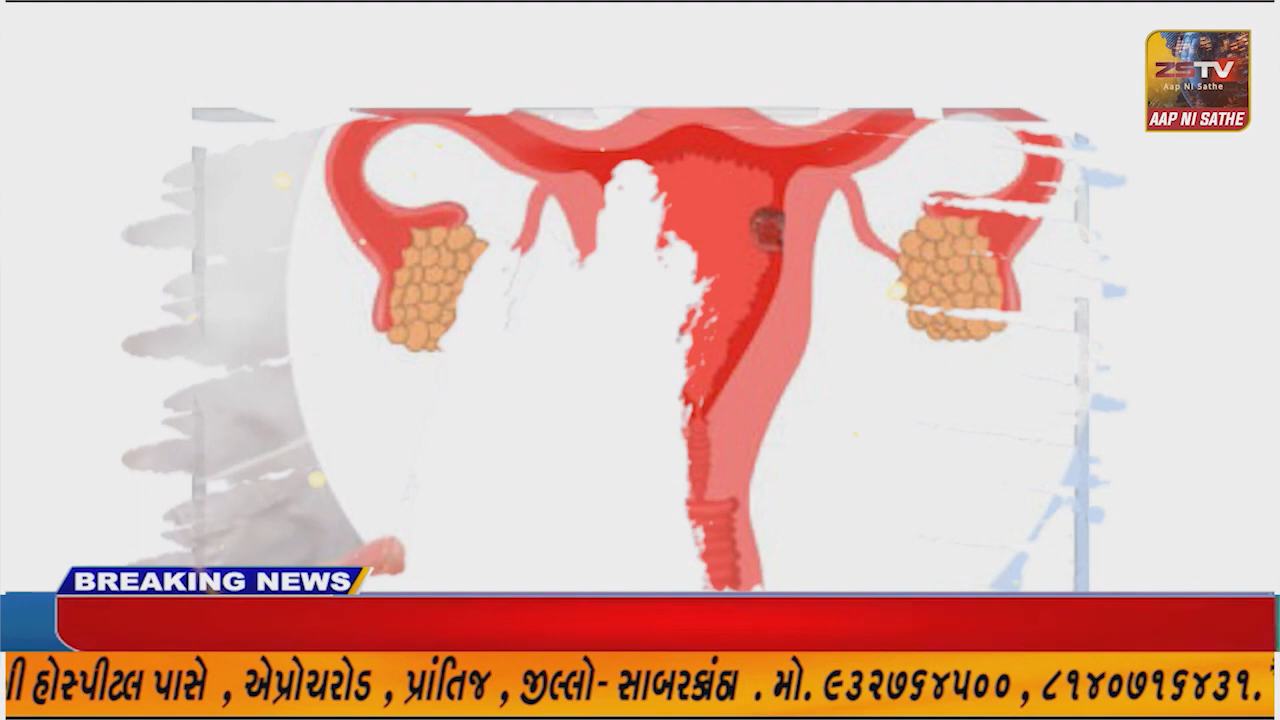 ZSTV
Aap Ni Sathe
AAP NI SATHE
BREAKING NEWS
હોસ્પીટલ પાસે , એપ્રોચરોડ , પ્રાંતિજ , જીલ્લો- સાબરકાંઠા . મો. ૯૩૨૭૬૪૫૦૦ , ૮૧૪૦૭૧૬૪૩૧.